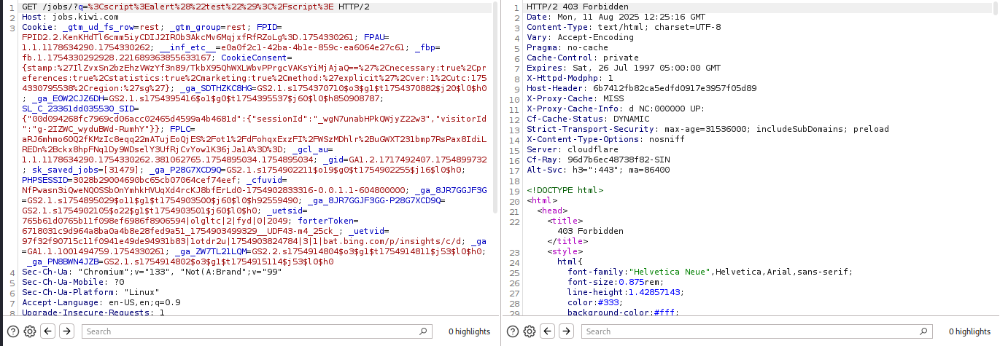 1 GET /jobs/?q=%3Cscript%3Ealert%28%22test%22%29%3C%2Fscript%3E HTTP/2
2 Host: jobs.kiwi.com
3 Cookie: _gtm_ud_fs_row=rest; _gtm_group=rest; FPID=
FPID2.2.KenKHdTl6cmm5iyCDIJ2IROb3AkcMv6MqjxfRfRZoLg%3D.1754330261; FPAU=
1.1.1178634290.1754330262; __inf_etc__=e0a0f2c1-42ba-4b1e-859c-ea6064e27c61; _fbp=
fb.1.1754330292928.221689363855633167; CookieConsent=
{stamp:%27IlZvxSn2bzEhzVWzYf3n89/TkbX95QhWXLWbvPPrgcVAKsYiMjAjaQ==%27%2Cnecessary:true%2Cpr
eferences:true%2Cstatistics:true%2Cmarketing:true%2Cmethod:%27explicit%27%2Cver:1%2Cutc:175
4330795538%2Cregion:%27sg%27}; _ga_SDTHZKC8HG=GS2.1.s1754370710$o3$g1$t1754370882$j20$l0$h0
; _ga_EOW2CJZ6DH=GS2.1.s1754395416$o1$g0$t1754395537$j60$l0$h850908787;
SL_C_23361dd035530_SID=
{"00d094268fc7969cd06acc02465d4599a4b4681d":{"sessionId":"_wgN7unabHPkQWjyZ22w3","visitorId
":"g-2IZWC_wyduBWd-RumhY"}}; FPLC=
aRJ6mhmo60Q2fKMzIc8eqq22mATujEoQjES%2Fot1%2FdFohqxExzFI%2FWSzMDhlr%2BuGWXT231bmp7RsPax8IdiL
REDn%2Bckx8hpFNq1Dy9WDselY3UfRjCvYow1K36jJa1A%3D%3D; _gcl_au=
1.1.1178634290.1754330262.381062765.1754895034.1754895034; _gid=GA1.2.1717492407.1754899732
; sk_saved_jobs=[31479]; _ga_P28G7XCD9Q=GS2.1.s1754902211$o19$g0$t1754902255$j16$l0$h0;
PHPSESSID=3028b29004690bc65cb07064cef74eef; _cfuvid=
NfPwasn3iQweNQOSSbOnYmhkHVUqXd4rcKJ8bfErLd0-1754902833316-0.0.1.1-604800000; _ga_8JR7GGJF3G
=GS2.1.s1754895029$o11$g1$t1754903500$j60$l0$h92559490; _ga_8JR7GGJF3GG-P28G7XCD9Q=
GS2.1.s1754902105$o22$g1$t1754903501$j60$l0$h0; _uetsid=
765b61d0765b11f098ef6986f8906594|olgltc|2|fyd|0|2049; forterToken=
6718031c9d964a8ba0a4b8e28fed9a51_1754903499329__UDF43-m4_25ck_; _uetvid=
97f32f90715c11f0941e49de94931b83|1otdr2u|1754903824784|3|1|bat.bing.com/p/insights/c/d; _ga
=GA1.1.1001494759.1754330261; _ga_ZW7TL21LQM=GS2.2.s1754914804$o3$g1$t1754914811$j53$l0$h0;
_ga_PN8BWN4JZB=GS2.1.s1754914802$o3$g1$t1754915114$j53$l0$h0
4 Sec-Ch-Ua: "Chromium";v="133", "Not(A:Brand";v="99"
5 Sec-Ch-Ua-Mobile: ?0
6 Sec-Ch-Ua-Platform: "Linux"
7 Accept-Language: en-US,en;q=0.9
8 Upgrade-Insecure-Requests: 1
Search
0 highlights
1 HTTP/2 403 Forbidden
2 Date: Mon, 11 Aug 2025 12:25:16 GMT
3 Content-Type: text/html; charset=UTF-8
4 Vary: Accept-Encoding
5 Pragma: no-cache
6 Cache-Control: private
7 Expires: Sat, 26 Jul 1997 05:00:00 GMT
8 X-Httpd-Modphp: 1
9 Host-Header: 6b7412fb82ca5edfd0917e3957f05d89
10 X-Proxy-Cache: MISS
11 X-Proxy-Cache-Info: d NC:000000 UP:
12 Cf-Cache-Status: DYNAMIC
13 Strict-Transport-Security: max-age=31536000; includeSubDomains; preload
14 X-Content-Type-Options: nosniff
15 Server: cloudflare
16 Cf-Ray: 96d7b6ec48738f82-SIN
17 Alt-Svc: h3=":443"; ma=86400
18
19 <!DOCTYPE html>
20 <html>
21 <head>
22 <title>
403 Forbidden
</title>
23 <style>
24 html{
25 font-family:"Helvetica Neue",Helvetica,Arial,sans-serif;
26 font-size:0.875rem;
27 line-height:1.42857143;
28 color:#333;
29 background-color:#fff;
Search
0 highlights